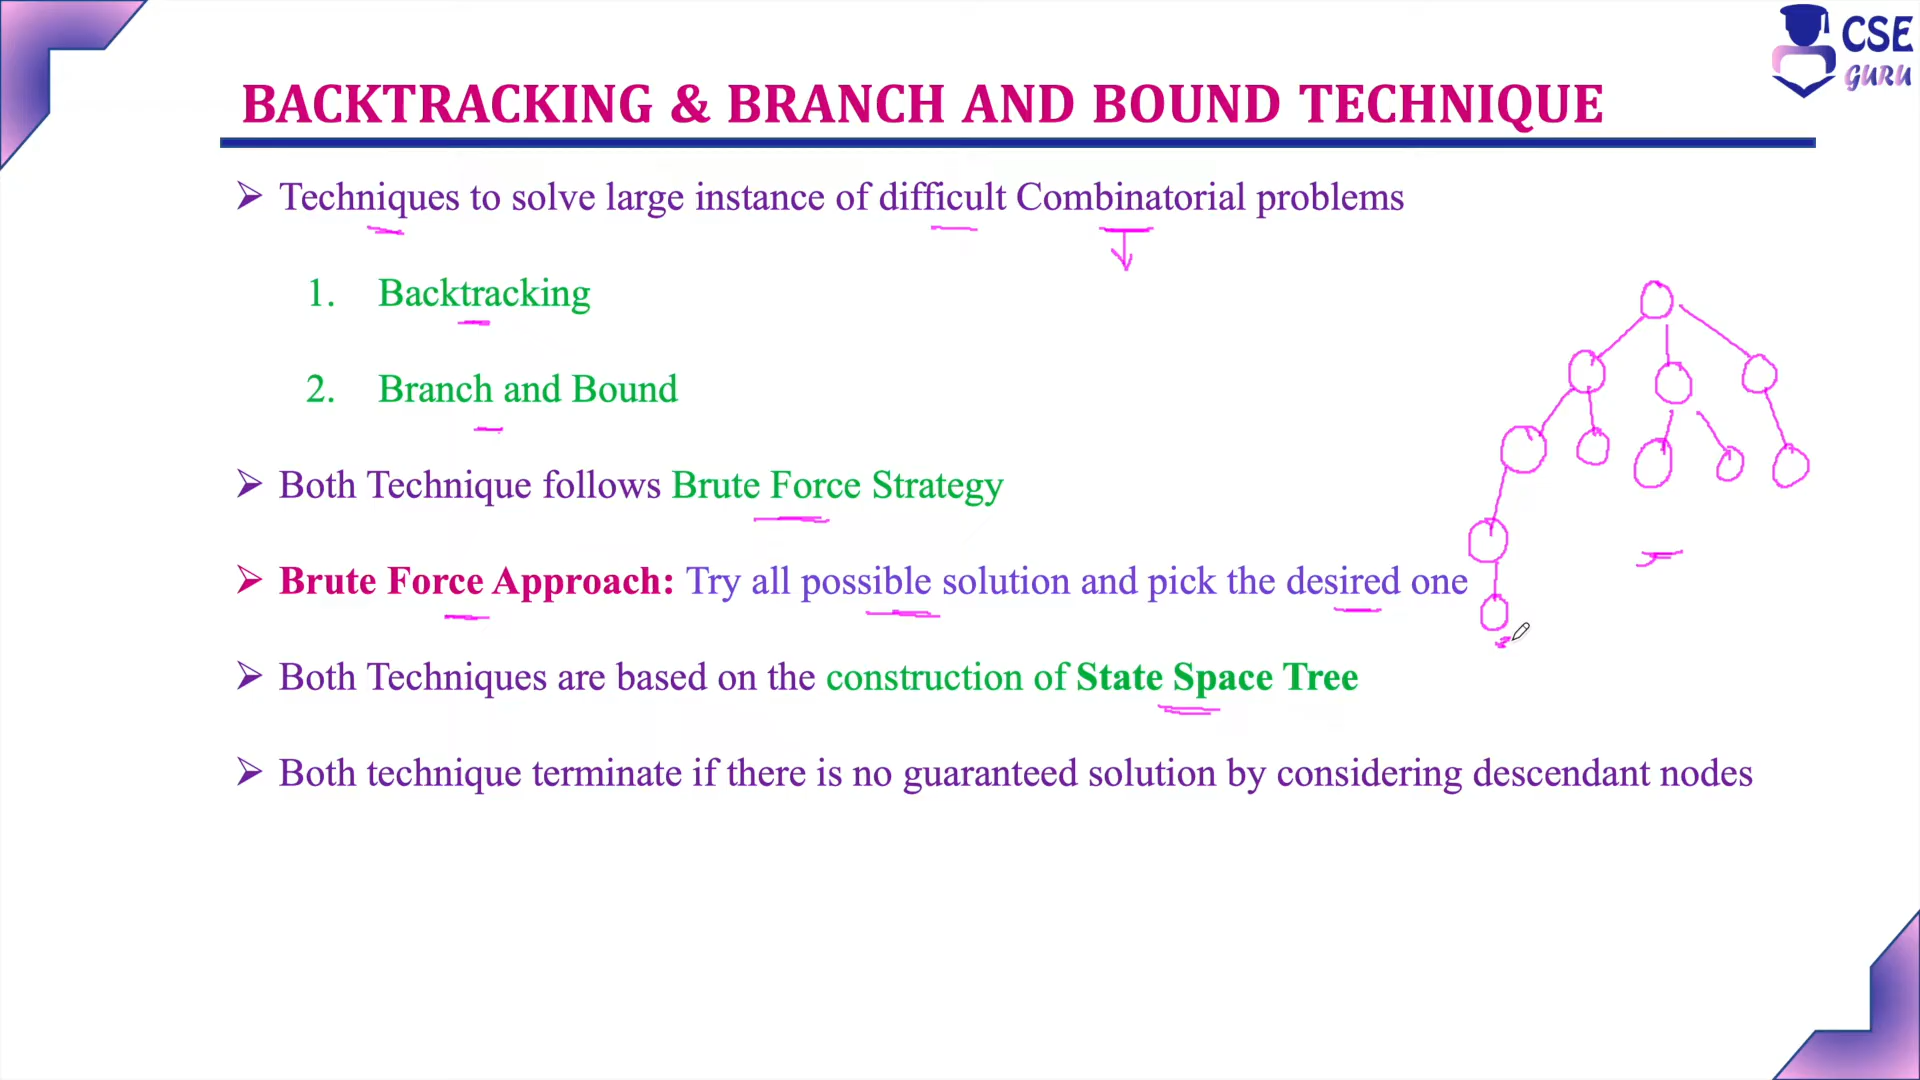 CSE
GURU
BACKTRACKING & BRANCH AND BOUND TECHNIQUE
➢ Techniques to solve large instance of difficult Combinatorial problems
1. Backtracking
2. Branch and Bound
➢ Both Technique follows Brute Force Strategy
➢ Brute Force Approach: Try all possible solution and pick the desired one
➢ Both Techniques are based on the construction of State Space Tree
➢ Both technique terminate if there is no guaranteed solution by considering descendant nodes